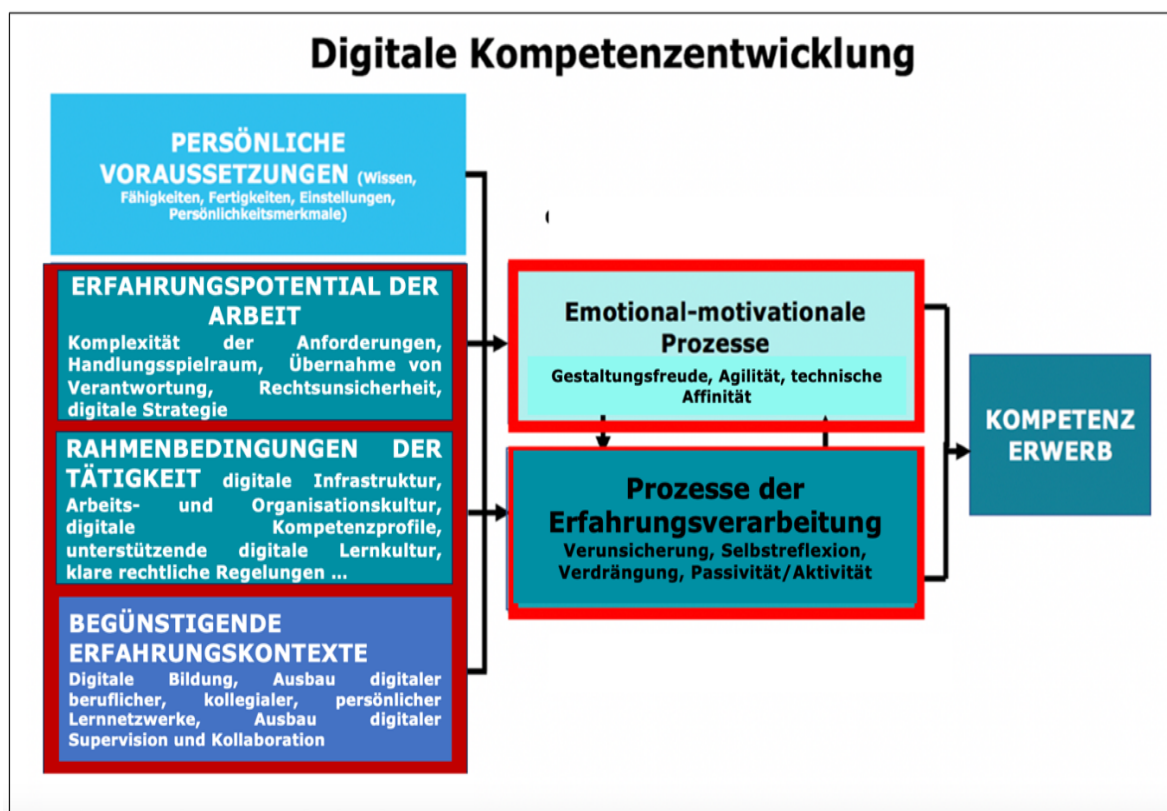 Digitale Kompetenzentwicklung
PERSÖNLICHE
VORAUSSETZUNGEN (Wissen,
Fähigkeiten, Fertigkeiten, Einstellungen,
Persönlichkeitsmerkmale)
ERFAHRUNGSPOTENTIAL DER
ARBEIT
Komplexität der Anforderungen,
Handlungsspielraum, Übernahme von
Verantwortung, Rechtsunsicherheit,
digitale Strategie
RAHMENBEDINGUNGEN DER
TÄTIGKEIT digitale Infrastruktur,
Arbeits- und Organisationskultur,
digitale Kompetenzprofile,
unterstützende digitale Lernkultur,
klare rechtliche Regelungen ...
BEGÜNSTIGENDE
ERFAHRUNGSKONTEXTE
Digitale Bildung, Ausbau digitaler
beruflicher, kollegialer, persönlicher
Lernnetzwerke, Ausbau digitaler
Supervision und Kollaboration
Emotional-motivationale
Prozesse
Gestaltungsfreude, Agilität, technische
Affinität
Prozesse der
Erfahrungsverarbeitung
Verunsicherung, Selbstreflexion,
Verdrängung, Passivität/Aktivität
KOMPETENZ
ERWERB